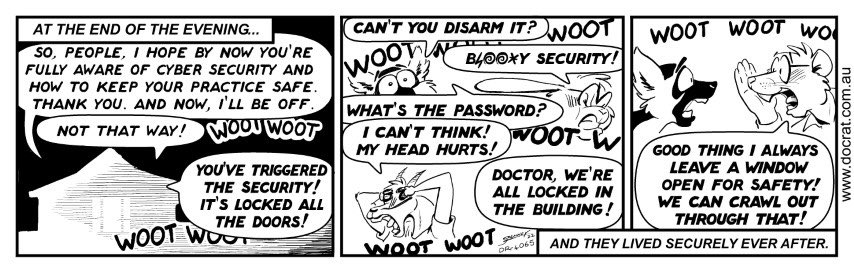 AT THE END OF THE EVENING...
SO, PEOPLE, I HOPE BY NOW YOU'RE
FULLY AWARE OF CYBER SECURITY AND
HOW TO KEEP YOUR PRACTICE SAFE.
THANK YOU. AND NOW, I'LL BE OFF.
NOT THAT WAY!
WOOT WOOT
YOU'VE TRIGGERED
THE SECURITY!
IT'S LOCKED ALL
THE DOORS!
WOOT WOOT
CAN'T YOU DISARM IT?
WOOT
WOOT WOOT
BL@@*Y SECURITY!
WHAT'S THE PASSWORD?
I CAN'T THINK!
MY HEAD HURTS!
WOOT W
DOCTOR, WE'RE
ALL LOCKED IN
THE BUILDING!
WOOT WOOT
DR-4065
WOOT WOOT WOO
GOOD THING I ALWAYS
LEAVE A WINDOW
OPEN FOR SAFETY!
WE CAN CRAWL OUT
THROUGH THAT!
AND THEY LIVED SECURELY EVER AFTER.
www.docrat.com.au